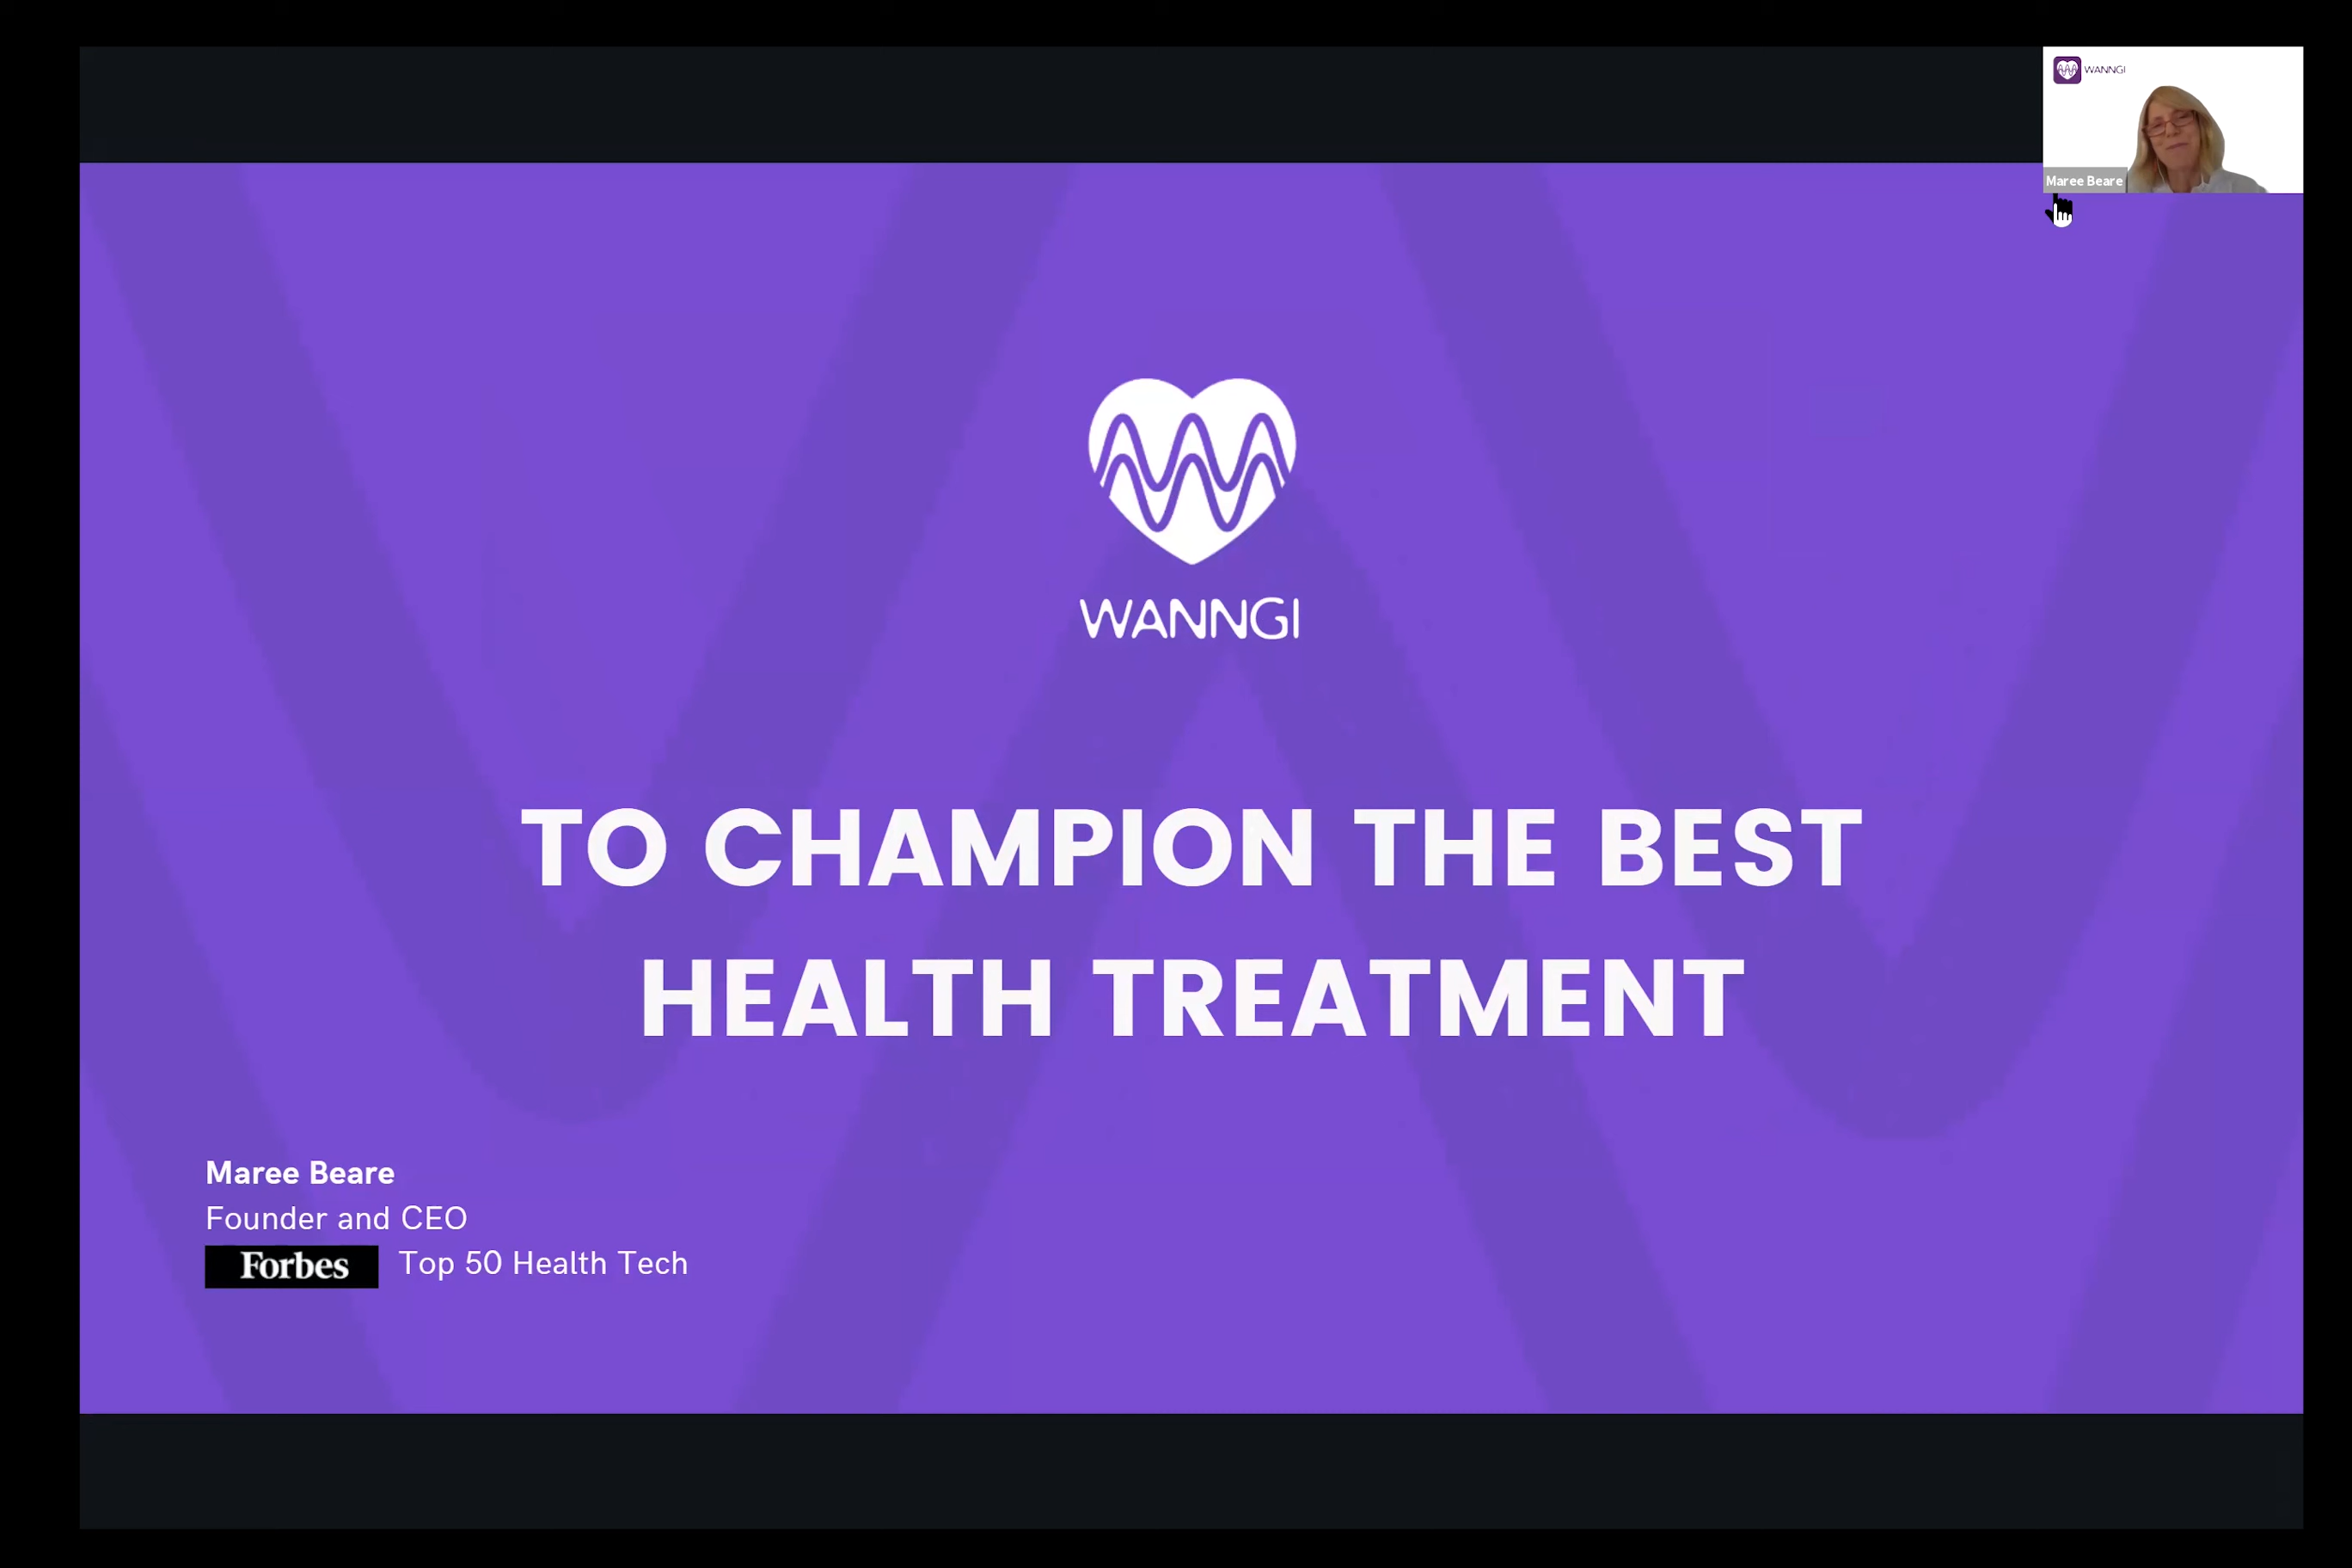 WANNGI
Maree Beare
WANNGI
TO CHAMPION THE BEST
HEALTH TREATMENT
Maree Beare
Founder and CEO
Forbes Top 50 Health Tech